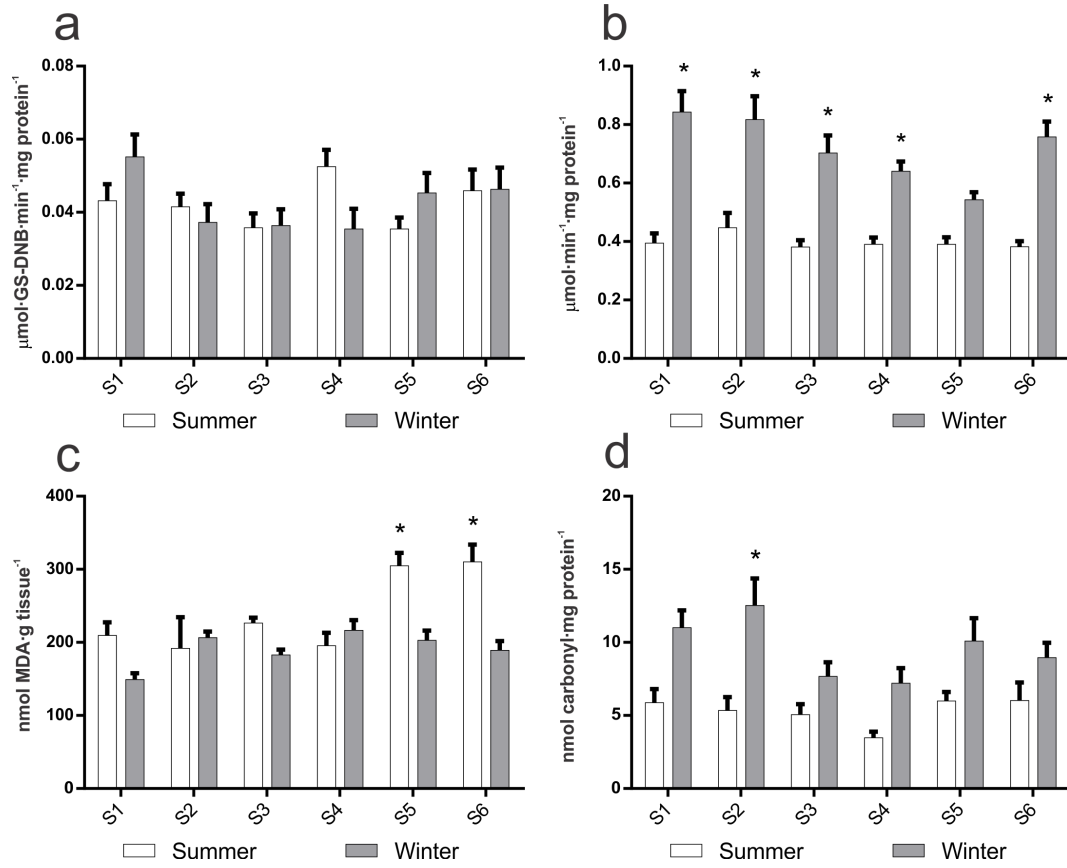 a
μmol·GS-DNB·min⁻¹·mg protein⁻¹
0.08
0.06
0.04
0.02
0.00
S1 S2 S3 S4 S5 S6
Summer Winter
b
μmol·min⁻¹·mg protein⁻¹
1.0
0.8
0.6
0.4
0.2
0.0
* * * * *
S1 S2 S3 S4 S5 S6
Summer Winter
c
nmol MDA·g tissue⁻¹
400
300
200
100
0
* *
S1 S2 S3 S4 S5 S6
Summer Winter
d
nmol carbonyl·mg protein⁻¹
20
15
10
5
0
*
S1 S2 S3 S4 S5 S6
Summer Winter